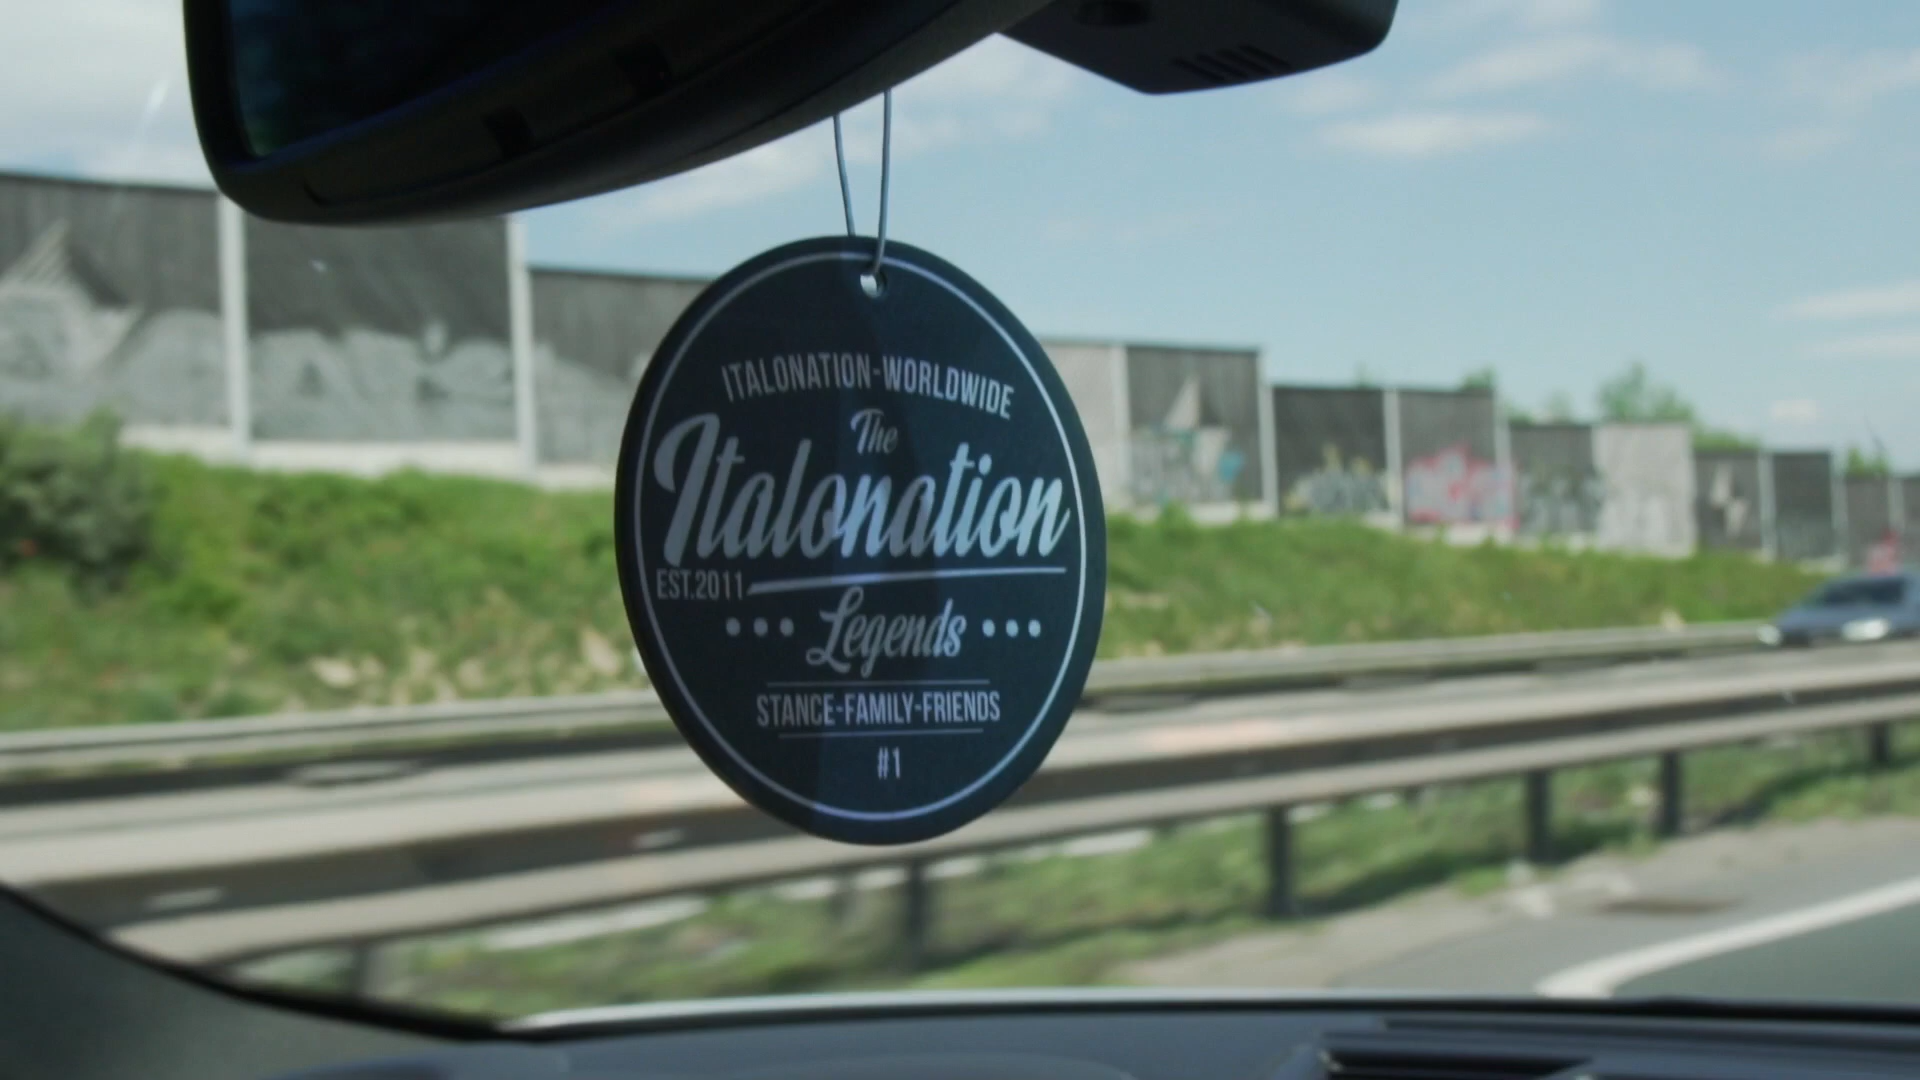 ITALONATION-WORLDWIDE
The
Italonation
EST.2011
••• Legends •••
STANCE-FAMILY-FRIENDS
#1